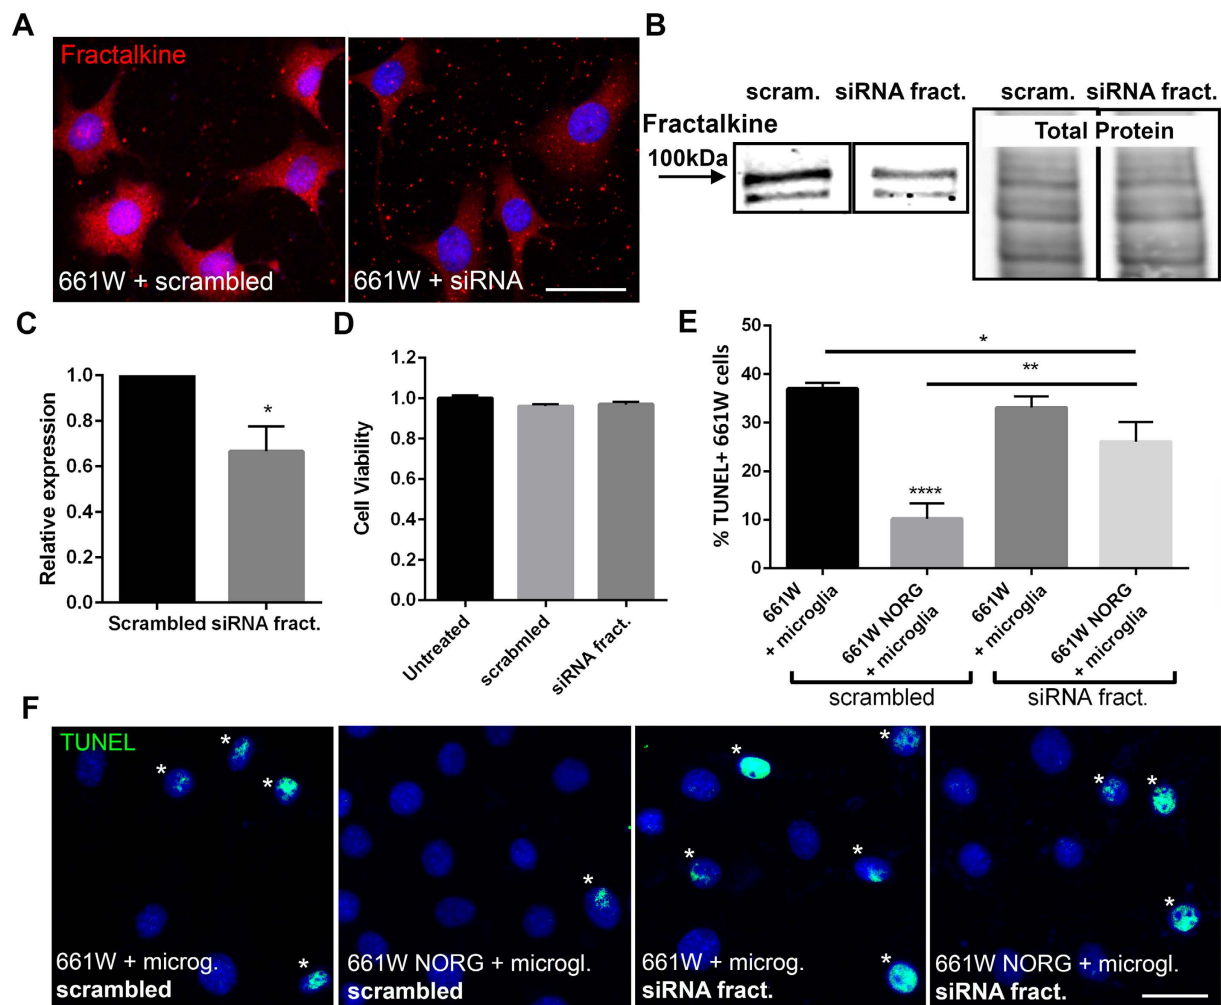 A
Fractalkine
661W + scrambled
661W + siRNA
B
scram. siRNA fract. scram. siRNA fract.
Fractalkine
100kDa
Total Protein
C
Relative expression
1.0
0.8
0.6
0.4
0.2
0.0
*
Scrambled siRNA fract.
D
Cell Viability
1.2
1.0
0.8
0.6
0.4
0.2
0.0
Untreated
scrabmled
siRNA fract.
E
% TUNEL+ 661W cells
50
40
30
20
10
0
*
**
****
661W
+ microglia
661W NORG
+ microglia
661W
+ microglia
661W NORG
+ microglia
scrambled
siRNA fract.
F
TUNEL
* * * *
661W + microg.
scrambled
*
661W NORG + microgl.
scrambled
* * * * *
661W + microg.
siRNA fract.
* * *
661W NORG + microgl.
siRNA fract.